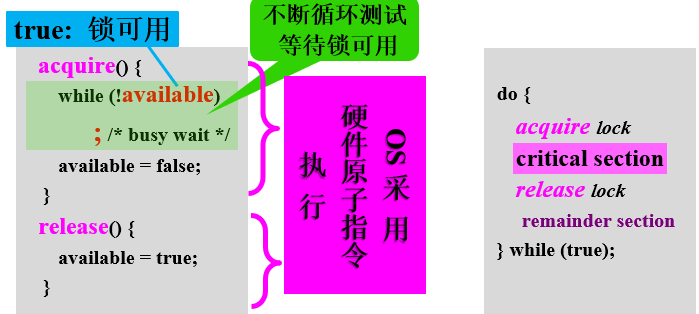 true: 锁可用
不断循环测试
等待锁可用
acquire() {
while (!available)
; /* busy wait */
available = false;
}
release() {
available = true;
}
OS 采用
硬件原子指令
执行
do {
acquire lock
critical section
release lock
remainder section
} while (true);